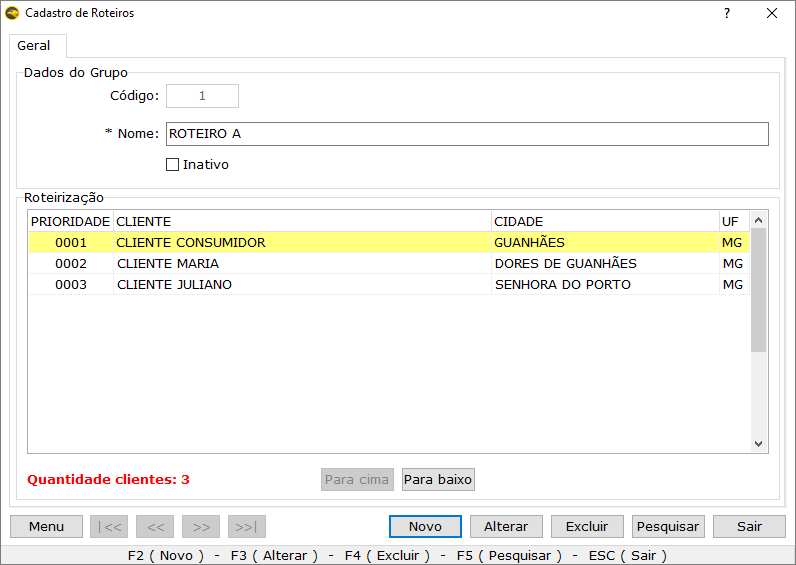 Cadastro de Roteiros ?
Geral
Dados do Grupo
Código: 1
* Nome: ROTEIRO A
Inativo
Roteirização
PRIORIDADE CLIENTE CIDADE UF
0001 CLIENTE CONSUMIDOR GUANHÃES MG
0002 CLIENTE MARIA DORES DE GUANHÃES MG
0003 CLIENTE JULIANO SENHORA DO PORTO MG
Quantidade clientes: 3 Para cima Para baixo
Menu |<< << >> >>| Novo Alterar Excluir Pesquisar Sair
F2 ( Novo ) - F3 ( Alterar ) - F4 ( Excluir ) - F5 ( Pesquisar ) - ESC ( Sair )